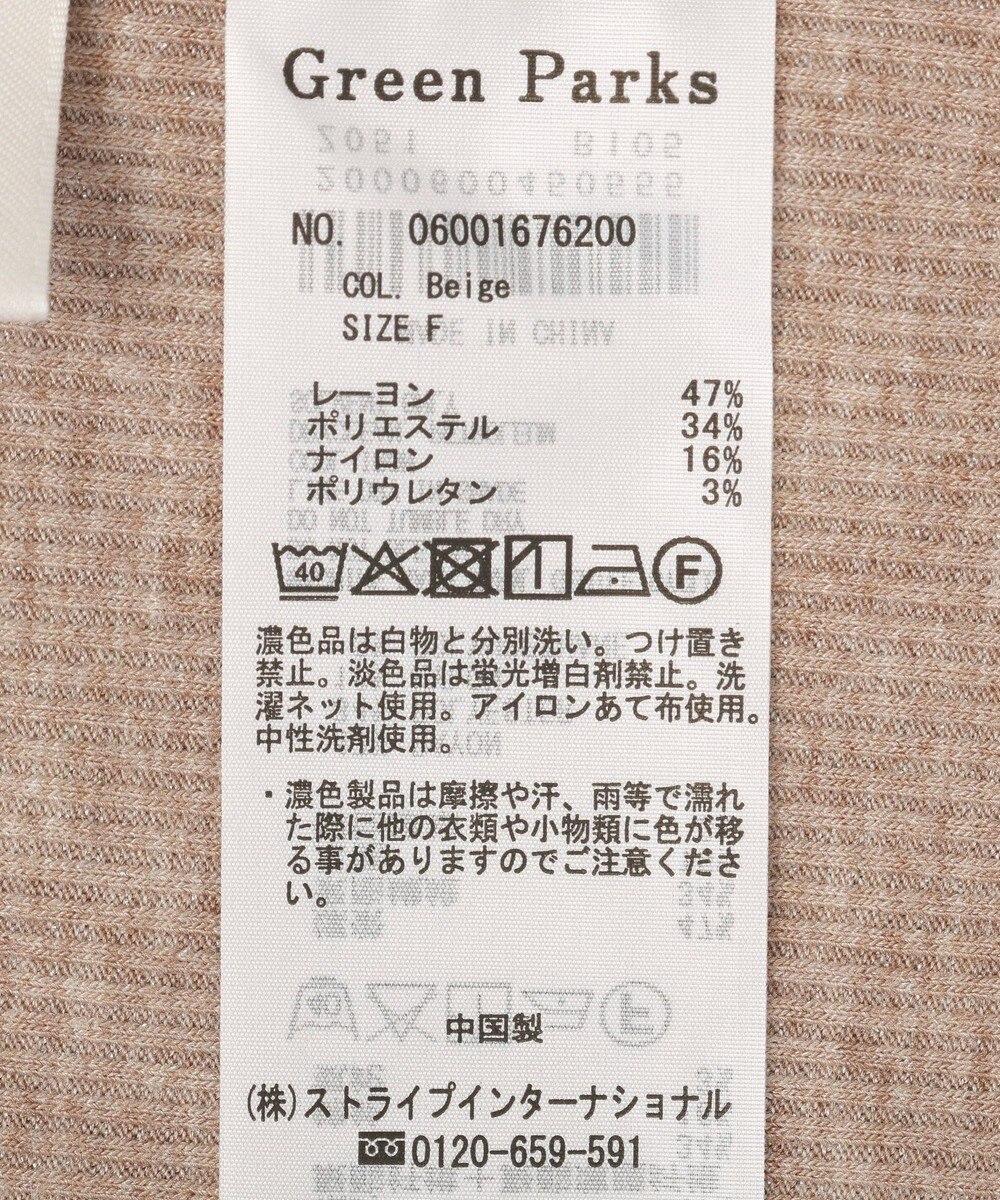 Green Parks
NO. 06001676200
COL. Beige
SIZE F
レーヨン 47%
ポリエステル 34%
ナイロン 16%
ポリウレタン 3%
40 F
濃色品は白物と分別洗い。つけ置き
禁止。淡色品は蛍光増白剤禁止。洗
濯ネット使用。アイロンあて布使用。
中性洗剤使用。
・濃色製品は摩擦や汗、雨等で濡れ
た際に他の衣類や小物類に色が移
る事がありますのでご注意くださ
い。
中国製
(株)ストライプインターナショナル
0120-659-591